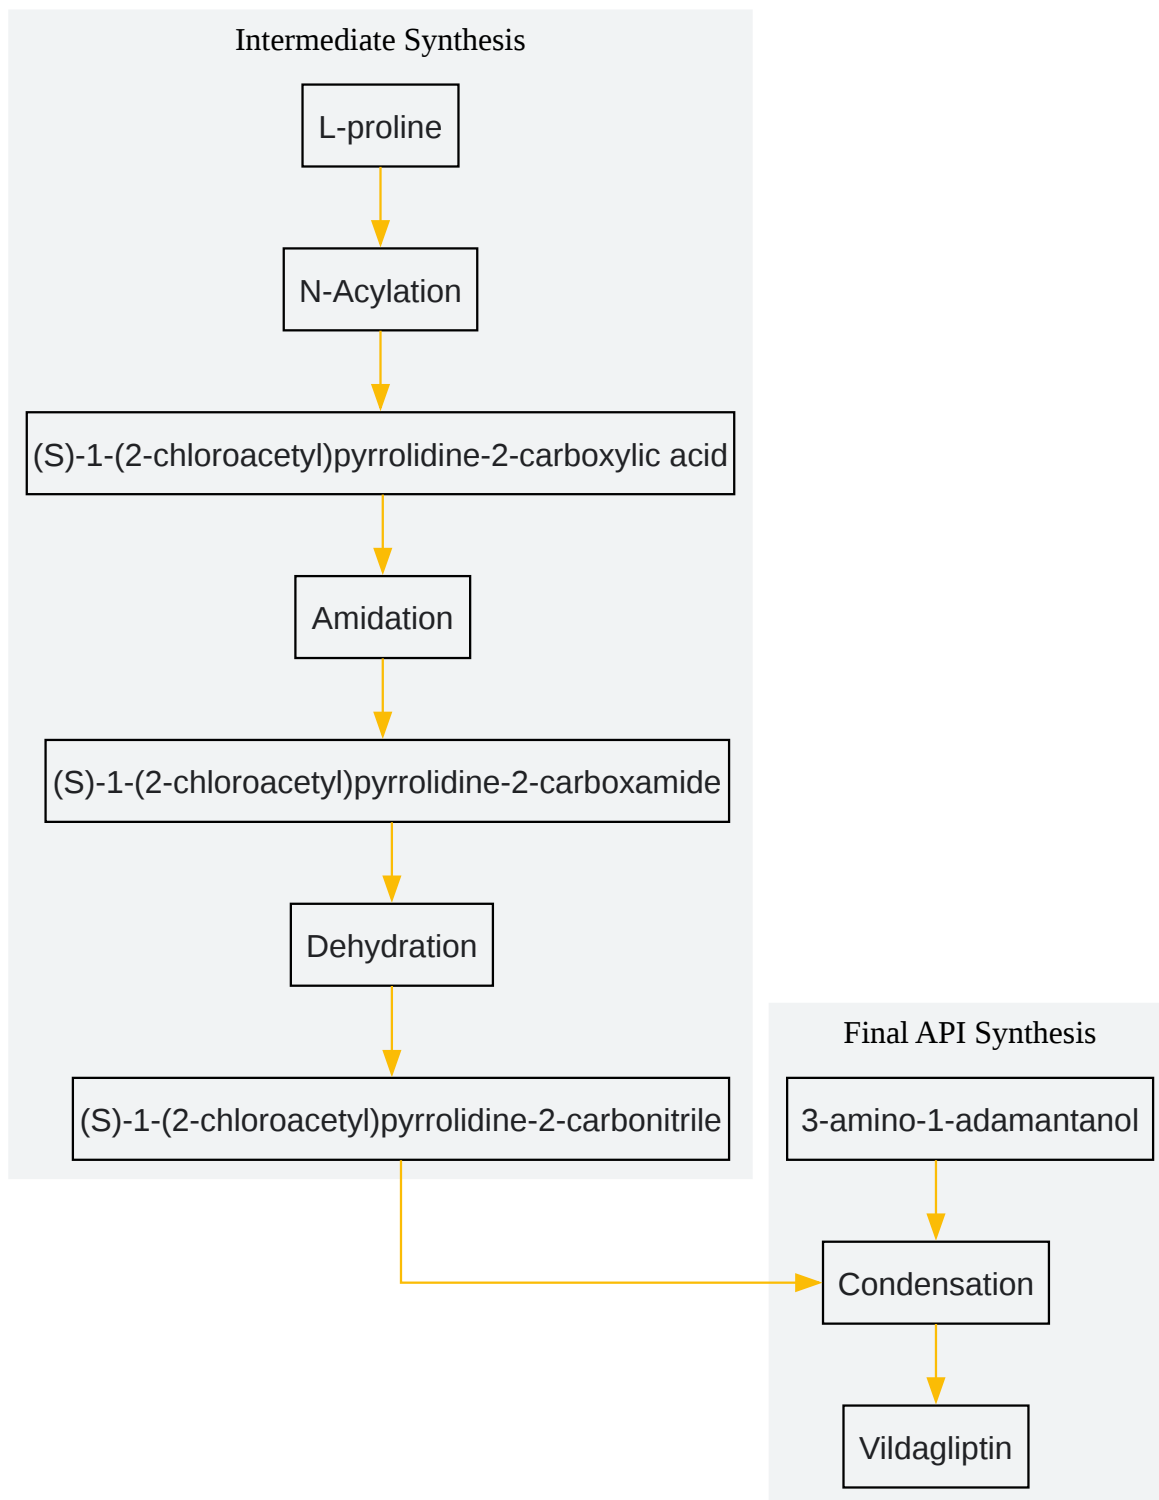 Intermediate Synthesis
L-proline
N-Acylation
(S)-1-(2-chloroacetyl)pyrrolidine-2-carboxylic acid
Amidation
(S)-1-(2-chloroacetyl)pyrrolidine-2-carboxamide
Dehydration
(S)-1-(2-chloroacetyl)pyrrolidine-2-carbonitrile
Final API Synthesis
3-amino-1-adamantanol
Condensation
Vildagliptin